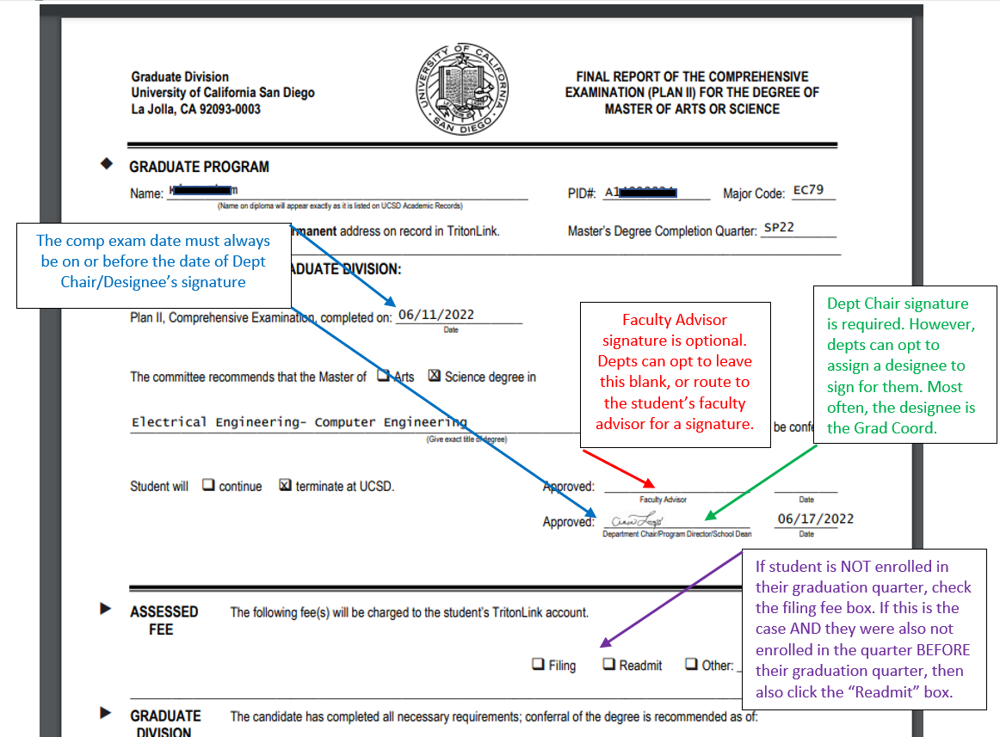 Graduate Division
University of California San Diego
La Jolla, CA 92093-0003
UNIVERSITY OF CALIFORNIA
SAN DIEGO
FINAL REPORT OF THE COMPREHENSIVE
EXAMINATION (PLAN II) FOR THE DEGREE OF
MASTER OF ARTS OR SCIENCE
GRADUATE PROGRAM
Name:
(Name on diploma will appear exactly as it is listed on UCSD Academic Records)
PID#: A1
Major Code: EC79
address on record in TritonLink.
Master's Degree Completion Quarter: SP22
The comp exam date must always
be on or before the date of Dept
Chair/Designee's signature
DIVISION:
Plan II, Comprehensive Examination, completed on: 06/11/2022
Date
The committee recommends that the Master of Arts Science degree in
Electrical Engineering- Computer Engineering
(Give exact title of degree)
be
Faculty Advisor
signature is optional.
Depts can opt to leave
this blank, or route to
the student's faculty
advisor for a signature.
Dept Chair signature
is required. However,
depts can opt to
assign a designee to
sign for them. Most
often, the designee is
the Grad Coord.
Student will continue terminate at UCSD.
Approved:
Faculty Advisor
Date
Approved: 06/17/2022
Department Chair/Program Director/School Dean
Date
If student is NOT enrolled in
their graduation quarter, check
the filing fee box. If this is the
case AND they were also not
enrolled in the quarter BEFORE
their graduation quarter, then
also click the “Readmit” box.
ASSESSED
FEE
The following fee(s) will be charged to the student's TritonLink account.
Filing Readmit Other:
GRADUATE
DIVISION
The candidate has completed all necessary requirements; conferral of the degree is recommended as of: